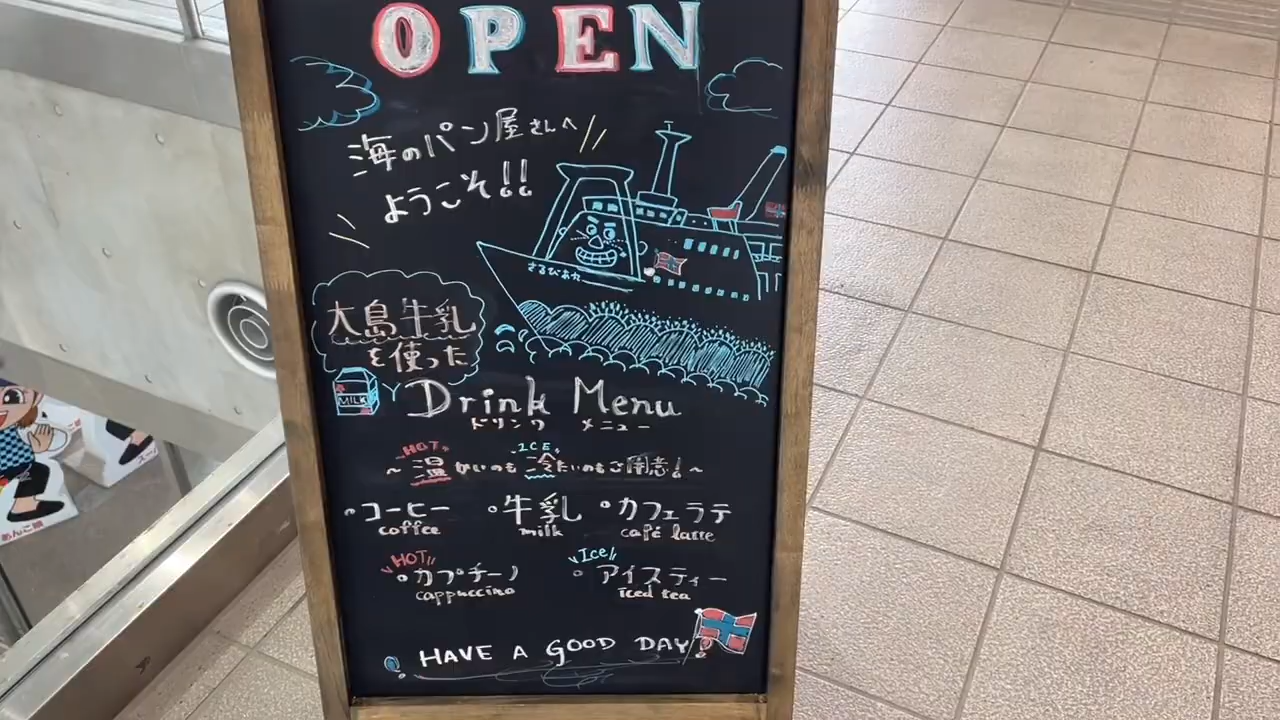 OPEN
海のパン屋さんへ
ようこそ!!
さるびあ丸
大島牛乳
を使った
MILK
Drink Menu
ドリンク メニュー
HOT ICE
～温かいのも冷たいのもご用意!～
・コーヒー ・牛乳 ・カフェラテ
coffee milk café latte
HOT Ice
・カプチーノ ・アイスティー
cappuccino iced tea
HAVE A GOOD DAY!
あんこ猫